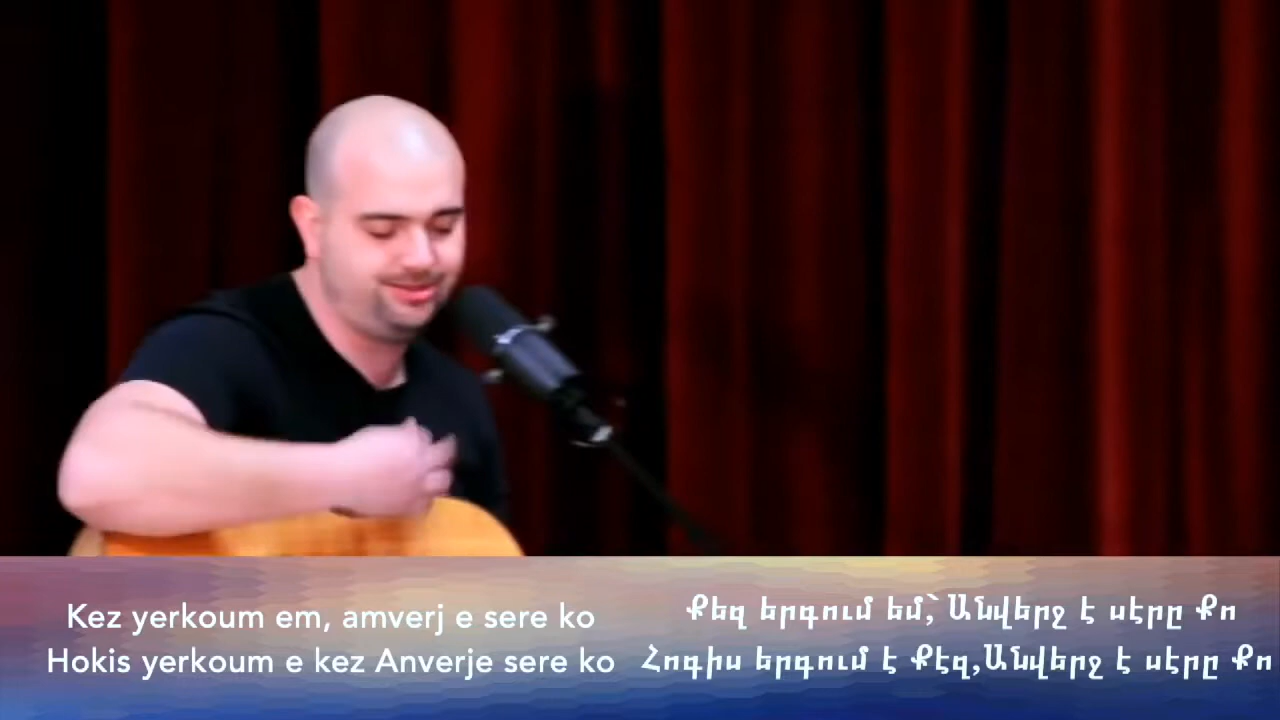 Kez yerkoum em, amverj e sere ko
Hokis yerkoum e kez Anverje sere ko
Քեզ երգում եմ՝ Անվերջ է սէրը Քո
Հոգիս երգում է Քէզ,Անվերջ է սէրը Քո